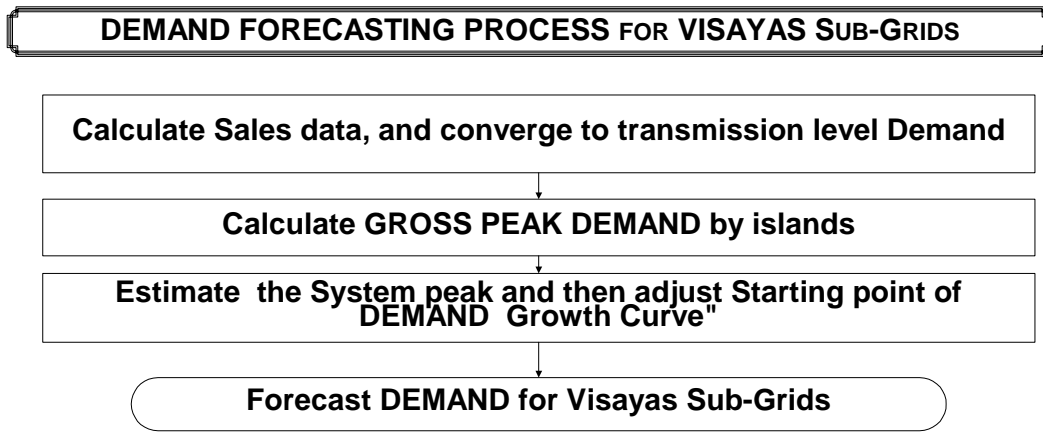 DEMAND FORECASTING PROCESS FOR VISAYAS SUB-GRIDS
Calculate Sales data, and converge to transmission level Demand
Calculate GROSS PEAK DEMAND by islands
Estimate  the System peak and then adjust Starting point of
DEMAND  Growth Curve"
Forecast DEMAND for Visayas Sub-Grids